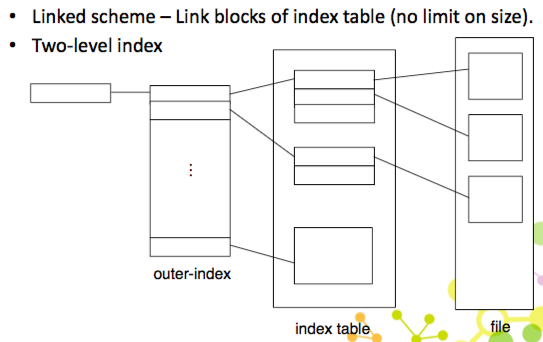 • Linked scheme – Link blocks of index table (no limit on size).
• Two-level index
⋮
outer-index
index table
file